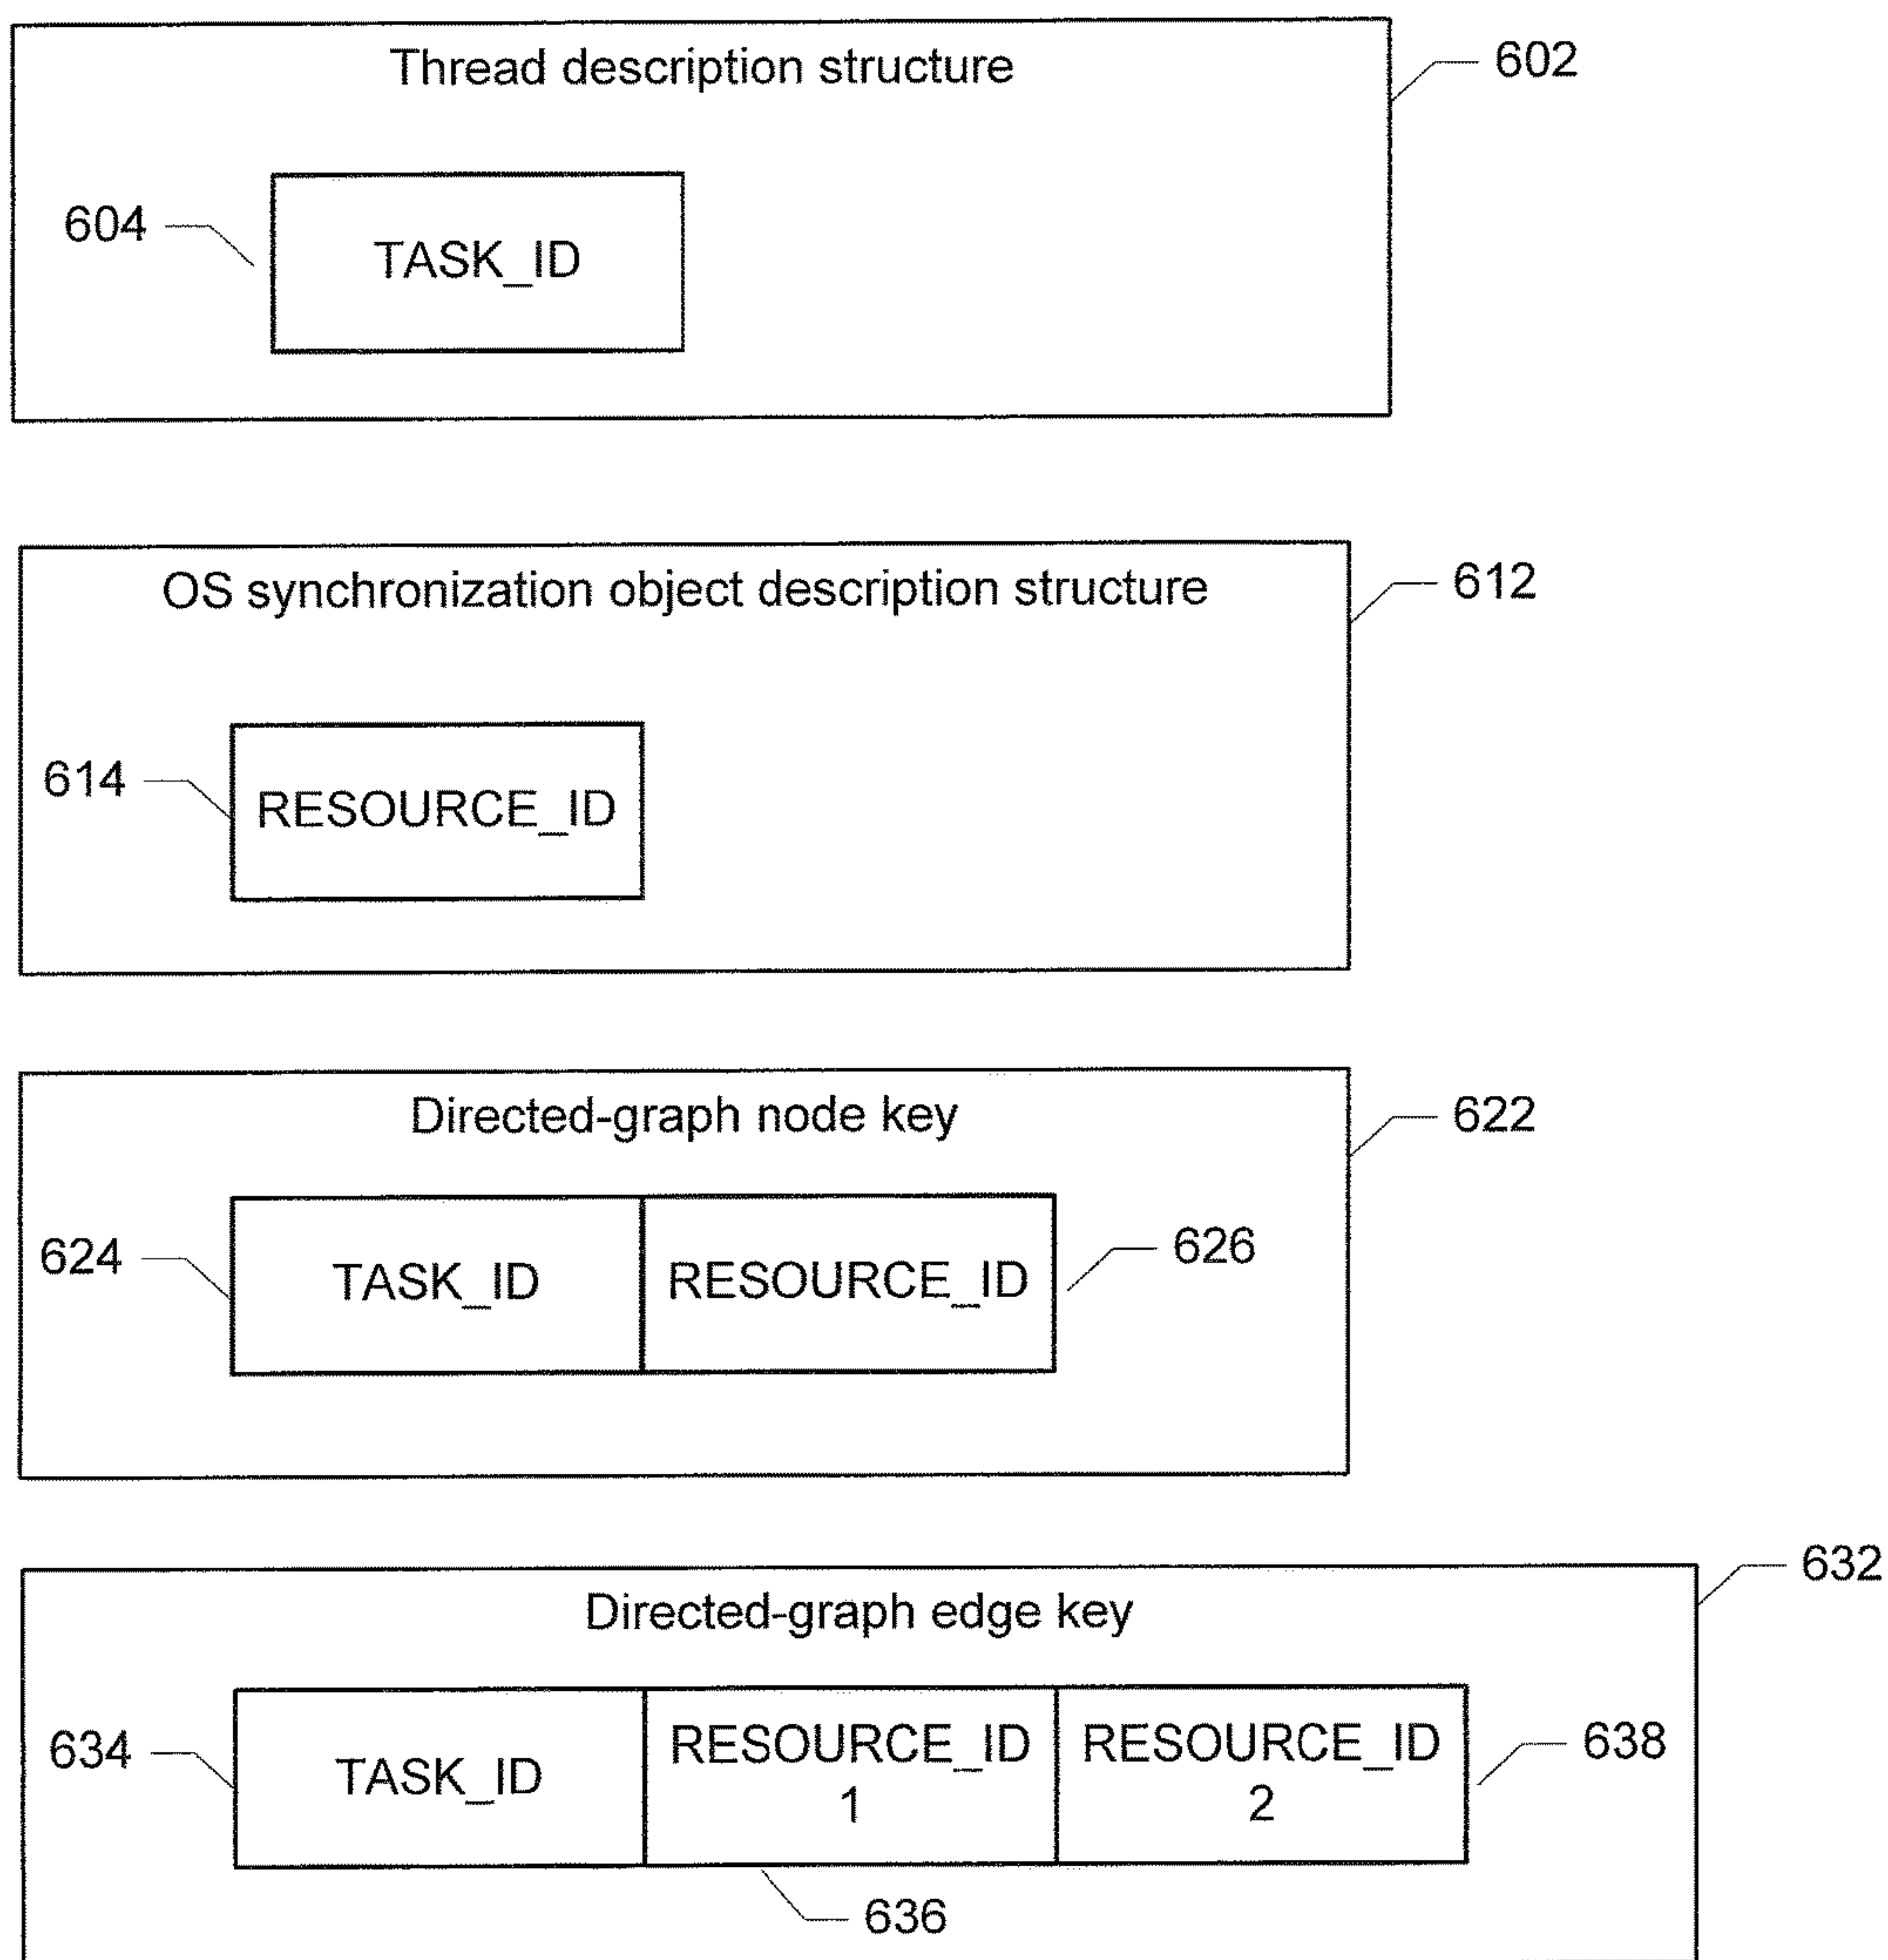 Thread description structure
602
604
TASK_ID
OS synchronization object description structure
612
614
RESOURCE_ID
Directed-graph node key
622
624
TASK_ID
RESOURCE_ID
626
632
Directed-graph edge key
634
TASK_ID
RESOURCE_ID
1
RESOURCE_ID
2
638
636